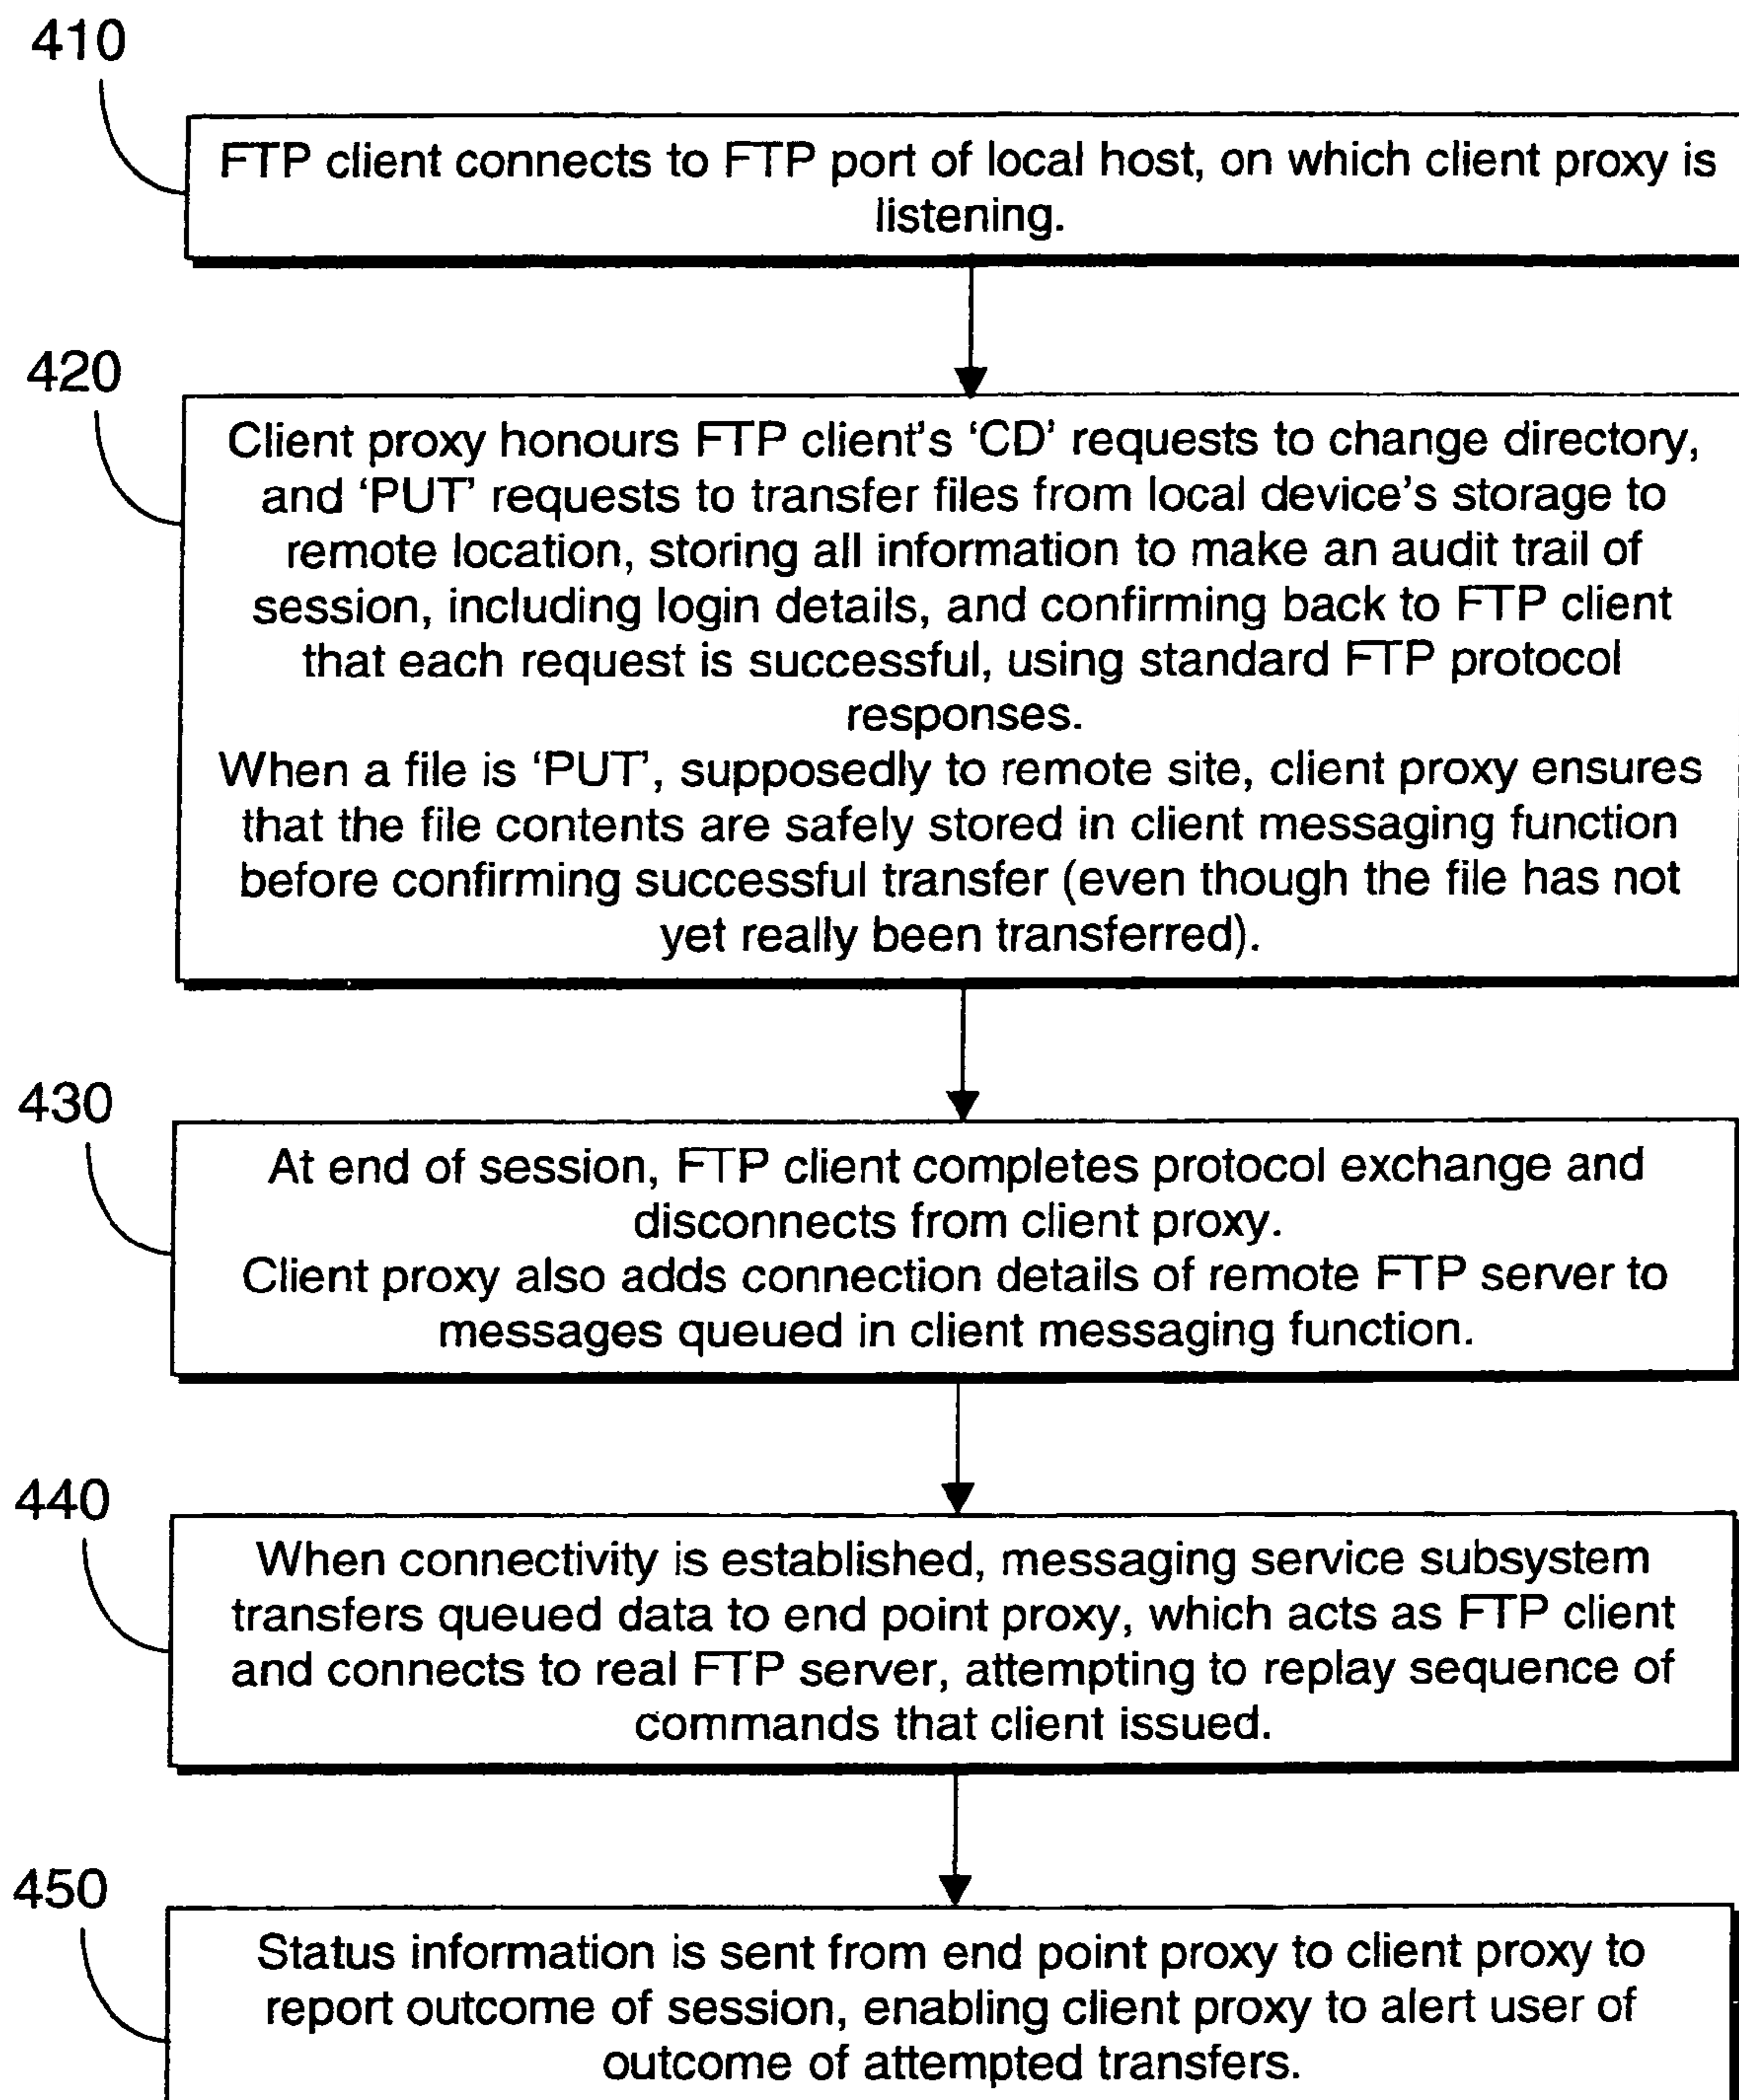 410
FTP client connects to FTP port of local host, on which client proxy is
listening.
420
Client proxy honours FTP client's ‘CD’ requests to change directory,
and ‘PUT’ requests to transfer files from local device's storage to
remote location, storing all information to make an audit trail of
session, including login details, and confirming back to FTP client
that each request is successful, using standard FTP protocol
responses.
When a file is ‘PUT’, supposedly to remote site, client proxy ensures
that the file contents are safely stored in client messaging function
before confirming successful transfer (even though the file has not
yet really been transferred).
430
At end of session, FTP client completes protocol exchange and
disconnects from client proxy.
Client proxy also adds connection details of remote FTP server to
messages queued in client messaging function.
440
When connectivity is established, messaging service subsystem
transfers queued data to end point proxy, which acts as FTP client
and connects to real FTP server, attempting to replay sequence of
commands that client issued.
450
Status information is sent from end point proxy to client proxy to
report outcome of session, enabling client proxy to alert user of
outcome of attempted transfers.